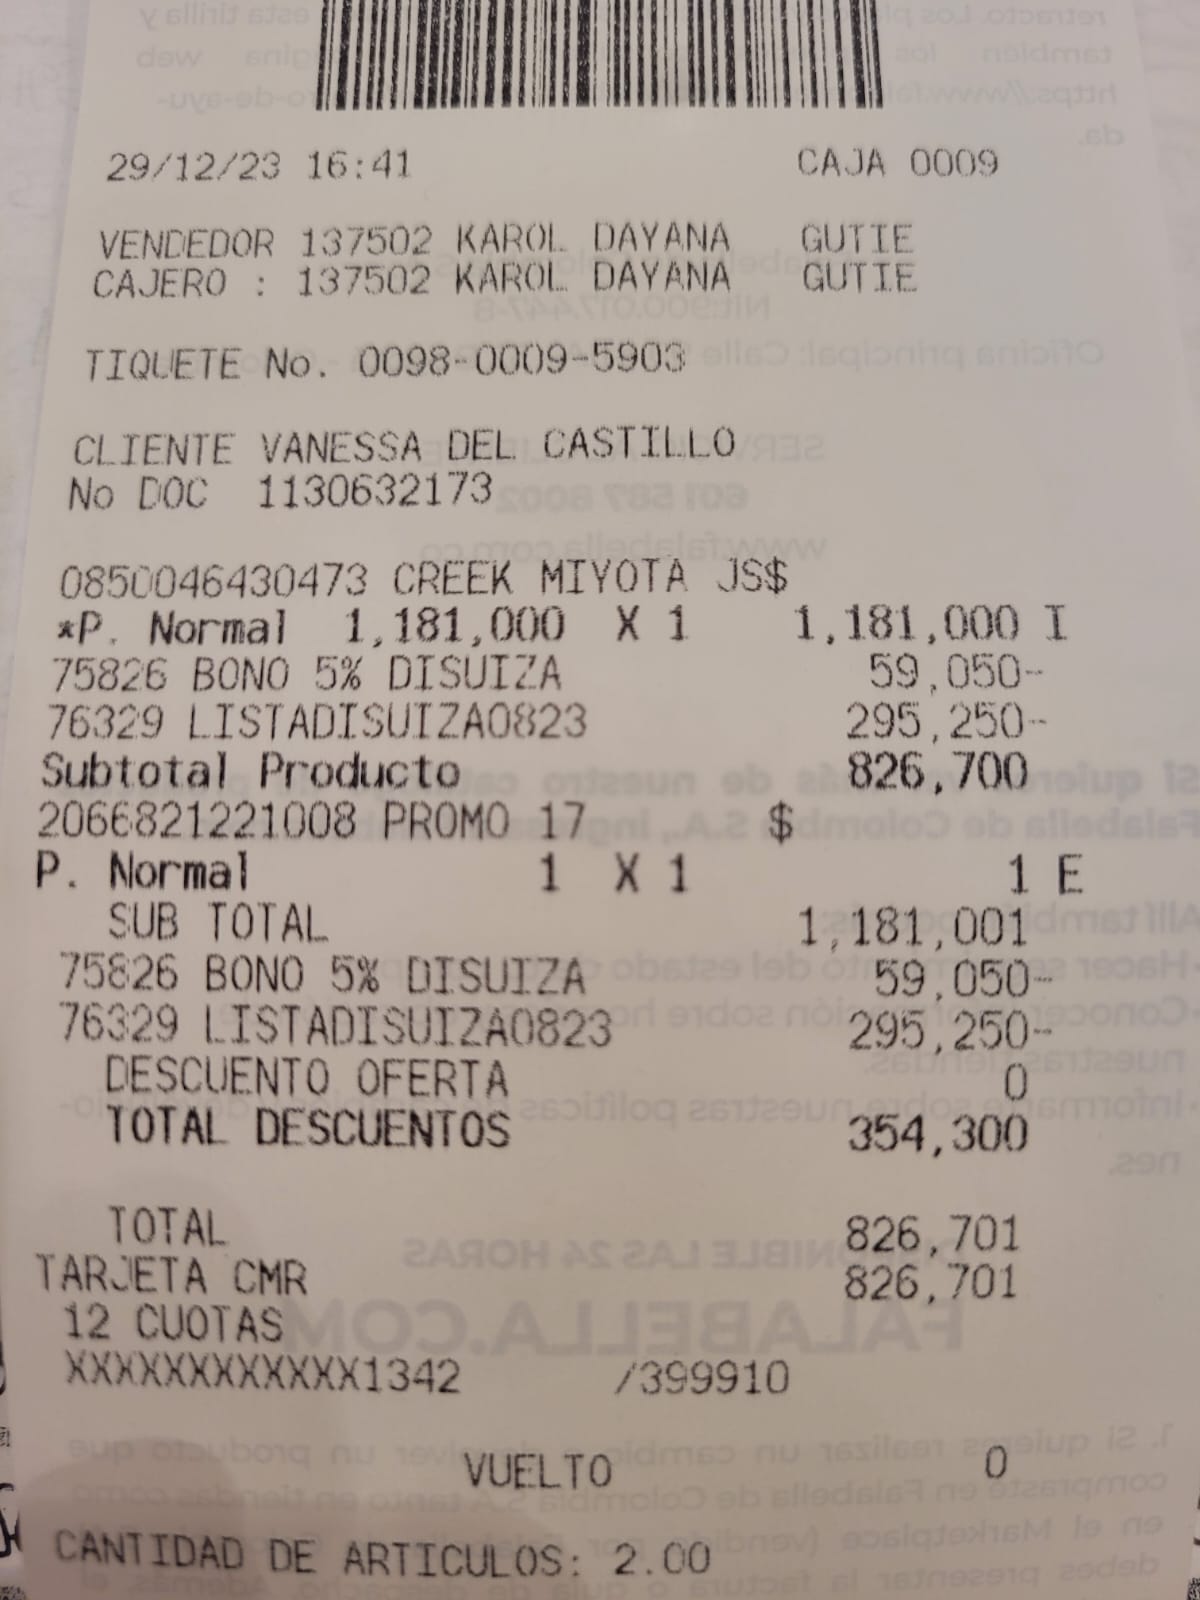 29/12/23 16:41 CAJA 0009
VENDEDOR 137502 KAROL DAYANA GUTIE
CAJERO : 137502 KAROL DAYANA GUTIE
TIQUETE No. 0098-0009-5903
CLIENTE VANESSA DEL CASTILLO
No DOC 1130632173
0850046430473 CREEK MIYOTA JS$
*P. Normal 1,181,000 X 1 1,181,000 I
75826 BONO 5% DISUIZA 59,050-
76329 LISTADISUIZA0823 295,250-
Subtotal Producto 826,700
2066821221008 PROMO 17 $
P. Normal 1 X 1 1 E
SUB TOTAL 1,181,001
75826 BONO 5% DISUIZA 59,050-
76329 LISTADISUIZA0823 295,250-
DESCUENTO OFERTA 0
TOTAL DESCUENTOS 354,300
TOTAL 826,701
TARJETA CMR 826,701
12 CUOTAS
XXXXXXXXXXXX1342 /399910
VUELTO 0
CANTIDAD DE ARTICULOS: 2.00